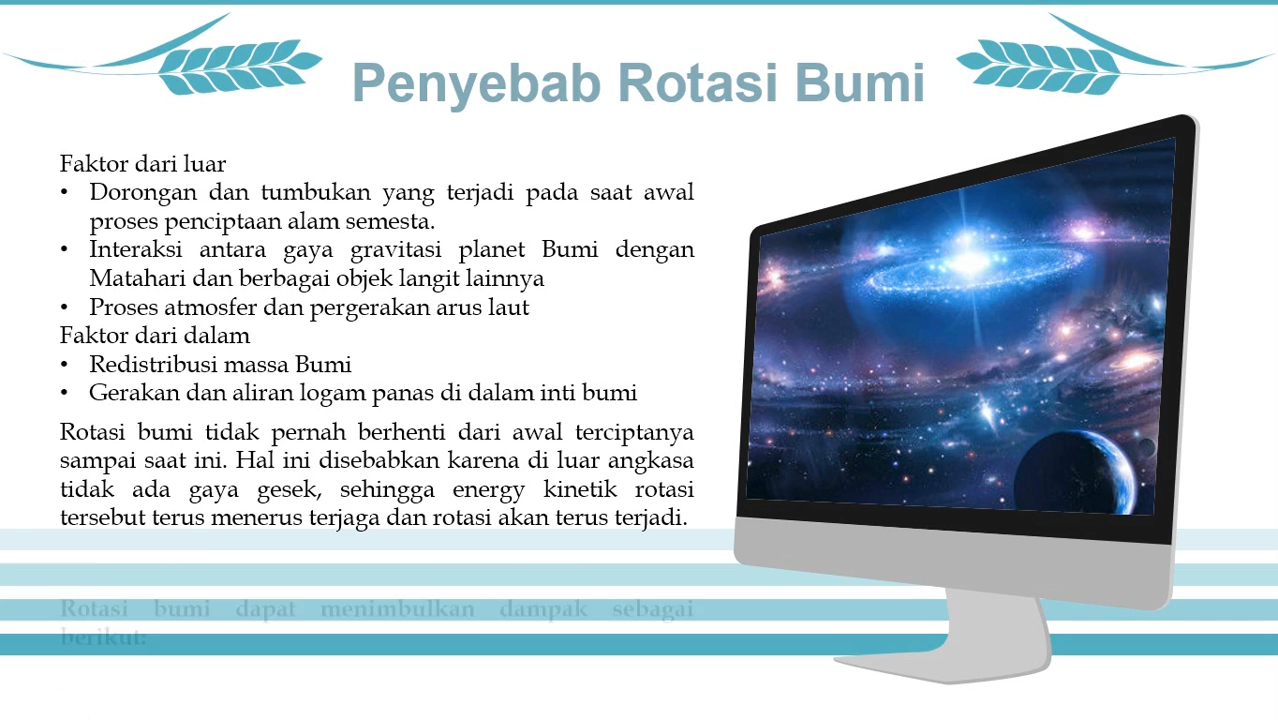 Penyebab Rotasi Bumi
Faktor dari luar
• Dorongan dan tumbukan yang terjadi pada saat awal
proses penciptaan alam semesta.
• Interaksi antara gaya gravitasi planet Bumi dengan
Matahari dan berbagai objek langit lainnya
• Proses atmosfer dan pergerakan arus laut
Faktor dari dalam
• Redistribusi massa Bumi
• Gerakan dan aliran logam panas di dalam inti bumi
Rotasi bumi tidak pernah berhenti dari awal terciptanya
sampai saat ini. Hal ini disebabkan karena di luar angkasa
tidak ada gaya gesek, sehingga energy kinetik rotasi
tersebut terus menerus terjaga dan rotasi akan terus terjadi.
Rotasi bumi dapat menimbulkan dampak sebagai
berikut: